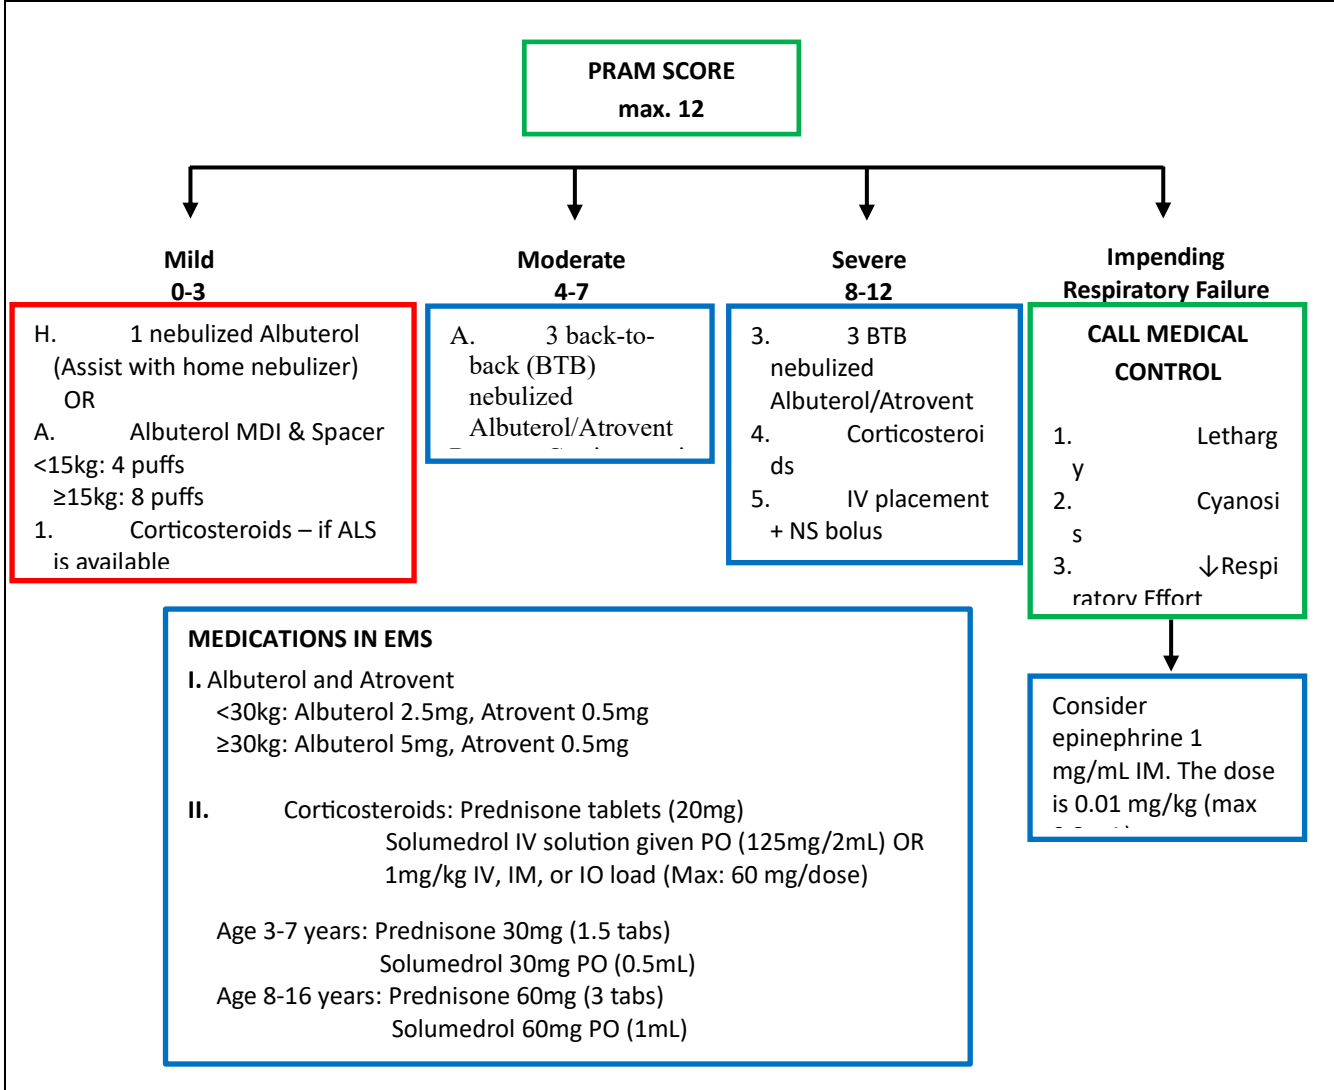 PRAM SCORE
max. 12
Mild
0-3
Moderate
4-7
Severe
8-12
Impending
Respiratory Failure
H. 1 nebulized Albuterol
(Assist with home nebulizer)
OR
A. Albuterol MDI & Spacer
<15kg: 4 puffs
≥15kg: 8 puffs
1. Corticosteroids – if ALS
is available
A. 3 back-to-
back (BTB)
nebulized
Albuterol/Atrovent
3. 3 BTB
nebulized
Albuterol/Atrovent
4. Corticosteroi
ds
5. IV placement
+ NS bolus
CALL MEDICAL
CONTROL
1. Letharg
y
2. Cyanosi
s
3. ↓Respi
ratory Effort
Consider
epinephrine 1
mg/mL IM. The dose
is 0.01 mg/kg (max
MEDICATIONS IN EMS
I. Albuterol and Atrovent
<30kg: Albuterol 2.5mg, Atrovent 0.5mg
≥30kg: Albuterol 5mg, Atrovent 0.5mg
II. Corticosteroids: Prednisone tablets (20mg)
Solumedrol IV solution given PO (125mg/2mL) OR
1mg/kg IV, IM, or IO load (Max: 60 mg/dose)
Age 3-7 years: Prednisone 30mg (1.5 tabs)
Solumedrol 30mg PO (0.5mL)
Age 8-16 years: Prednisone 60mg (3 tabs)
Solumedrol 60mg PO (1mL)